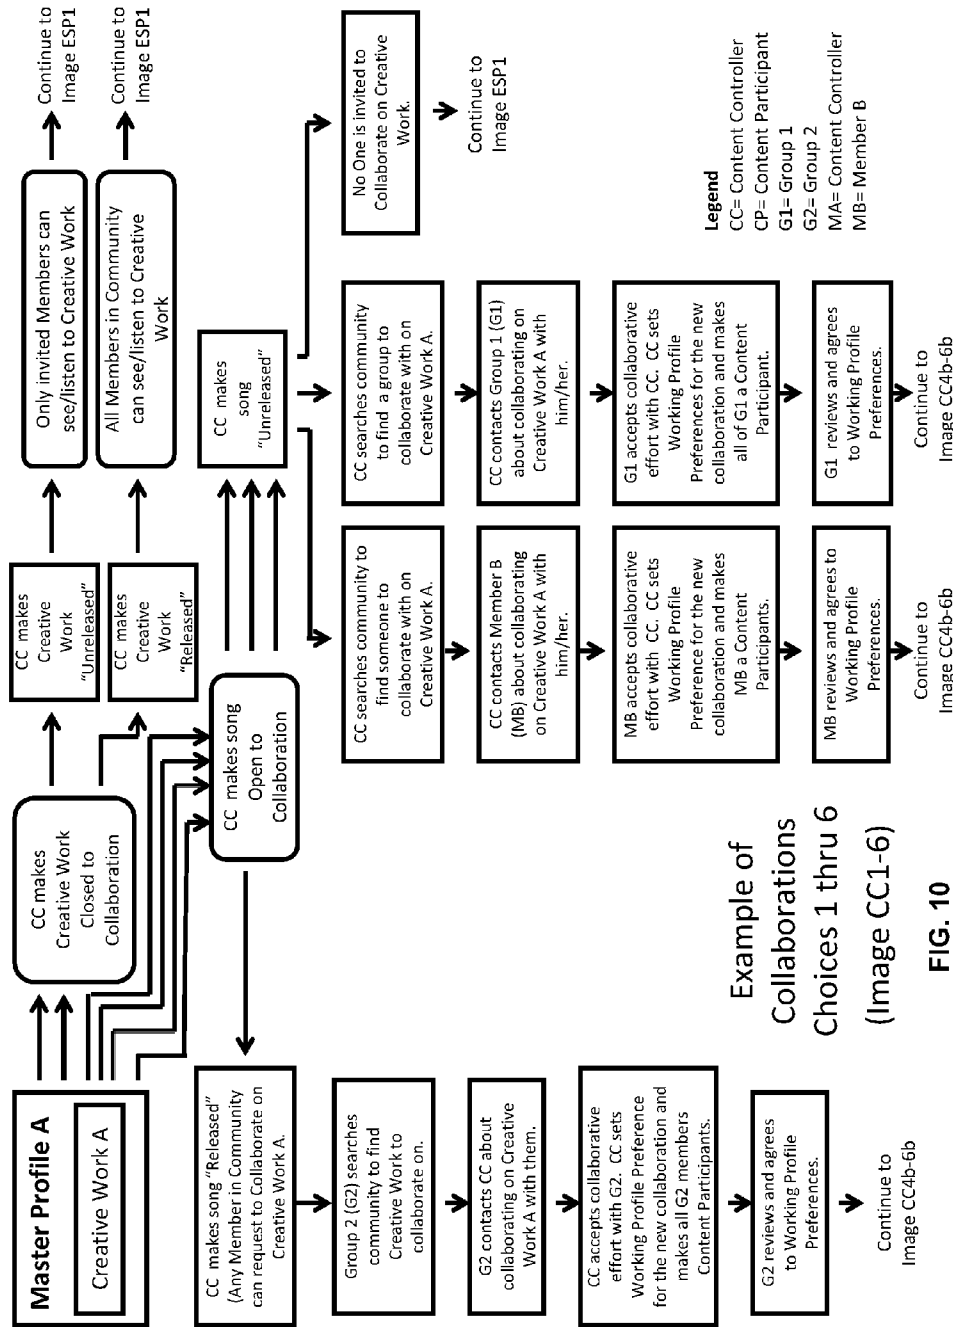 Master Profile A
Creative Work A
CC makes
Creative Work
Closed to
Collaboration
CC makes
Creative
Work
“Unreleased”
Only invited Members can
see/listen to Creative Work
Continue to
Image ESP1
CC makes
Creative
Work
“Released”
All Members in Community
can see/listen to Creative
Work
Continue to
Image ESP1
CC makes song
Open to
Collaboration
CC makes
song
“Unreleased”
CC makes song “Released”
(Any Member in Community
can request to Collaborate on
Creative Work A.
Group 2 (G2) searches
community to find
Creative Work to
collaborate on.
G2 contacts CC about
collaborating on Creative
Work A with them.
CC accepts collaborative
effort with G2. CC sets
Working Profile Preference
for the new collaboration and
makes all G2 members
Content Participants.
G2 reviews and agrees
to Working Profile
Preferences.
Continue to
Image CC4b-6b
CC searches community to
find someone to
collaborate with on
Creative Work A.
CC contacts Member B
(MB) about collaborating
on Creative Work A with
him/her.
MB accepts collaborative
effort with CC. CC sets
Working Profile
Preference for the new
collaboration and makes
MB a Content
Participants.
MB reviews and agrees to
Working Profile
Preferences.
Continue to
Image CC4b-6b
CC searches community
to find a group to
collaborate with on
Creative Work A.
CC contacts Group 1 (G1)
about collaborating on
Creative Work A with
him/her.
G1 accepts collaborative
effort with CC. CC sets
Working Profile
Preferences for the new
collaboration and makes
all of G1 a Content
Participant.
G1 reviews and agrees
to Working Profile
Preferences.
Continue to
Image CC4b-6b
No One is invited to
Collaborate on Creative
Work.
Continue to
Image ESP1
Legend
CC= Content Controller
CP= Content Participant
G1= Group 1
G2= Group 2
MA= Content Controller
MB= Member B
Example of
Collaborations
Choices 1 thru 6
(Image CC1-6)
FIG. 10